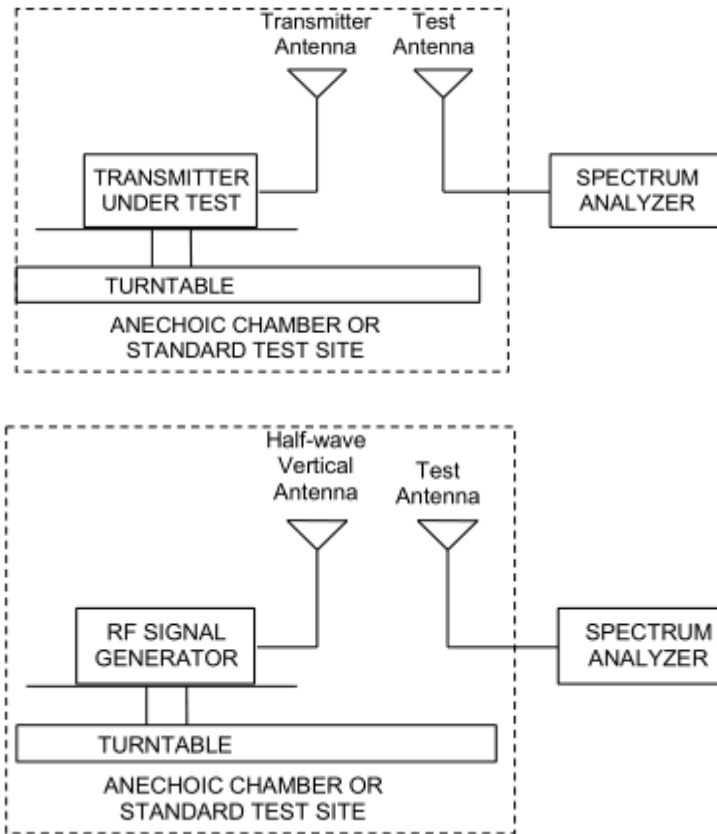 Transmitter
Antenna
Test
Antenna
TRANSMITTER
UNDER TEST
SPECTRUM
ANALYZER
TURNTABLE
ANECHOIC CHAMBER OR
STANDARD TEST SITE
Half-wave
Vertical
Antenna
Test
Antenna
RF SIGNAL
GENERATOR
SPECTRUM
ANALYZER
TURNTABLE
ANECHOIC CHAMBER OR
STANDARD TEST SITE